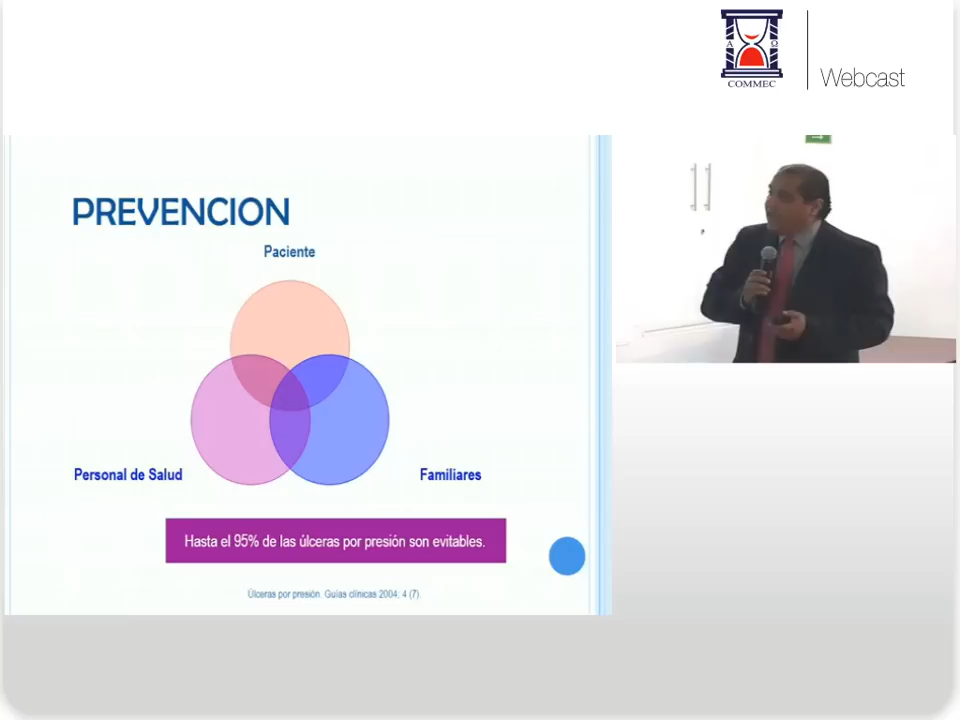 A Ω
COMMEC
Webcast
PREVENCION
Paciente
Personal de Salud
Familiares
Hasta el 95% de las úlceras por presión son evitables.
Úlceras por presión. Guías clínicas 2004; 4 (7).